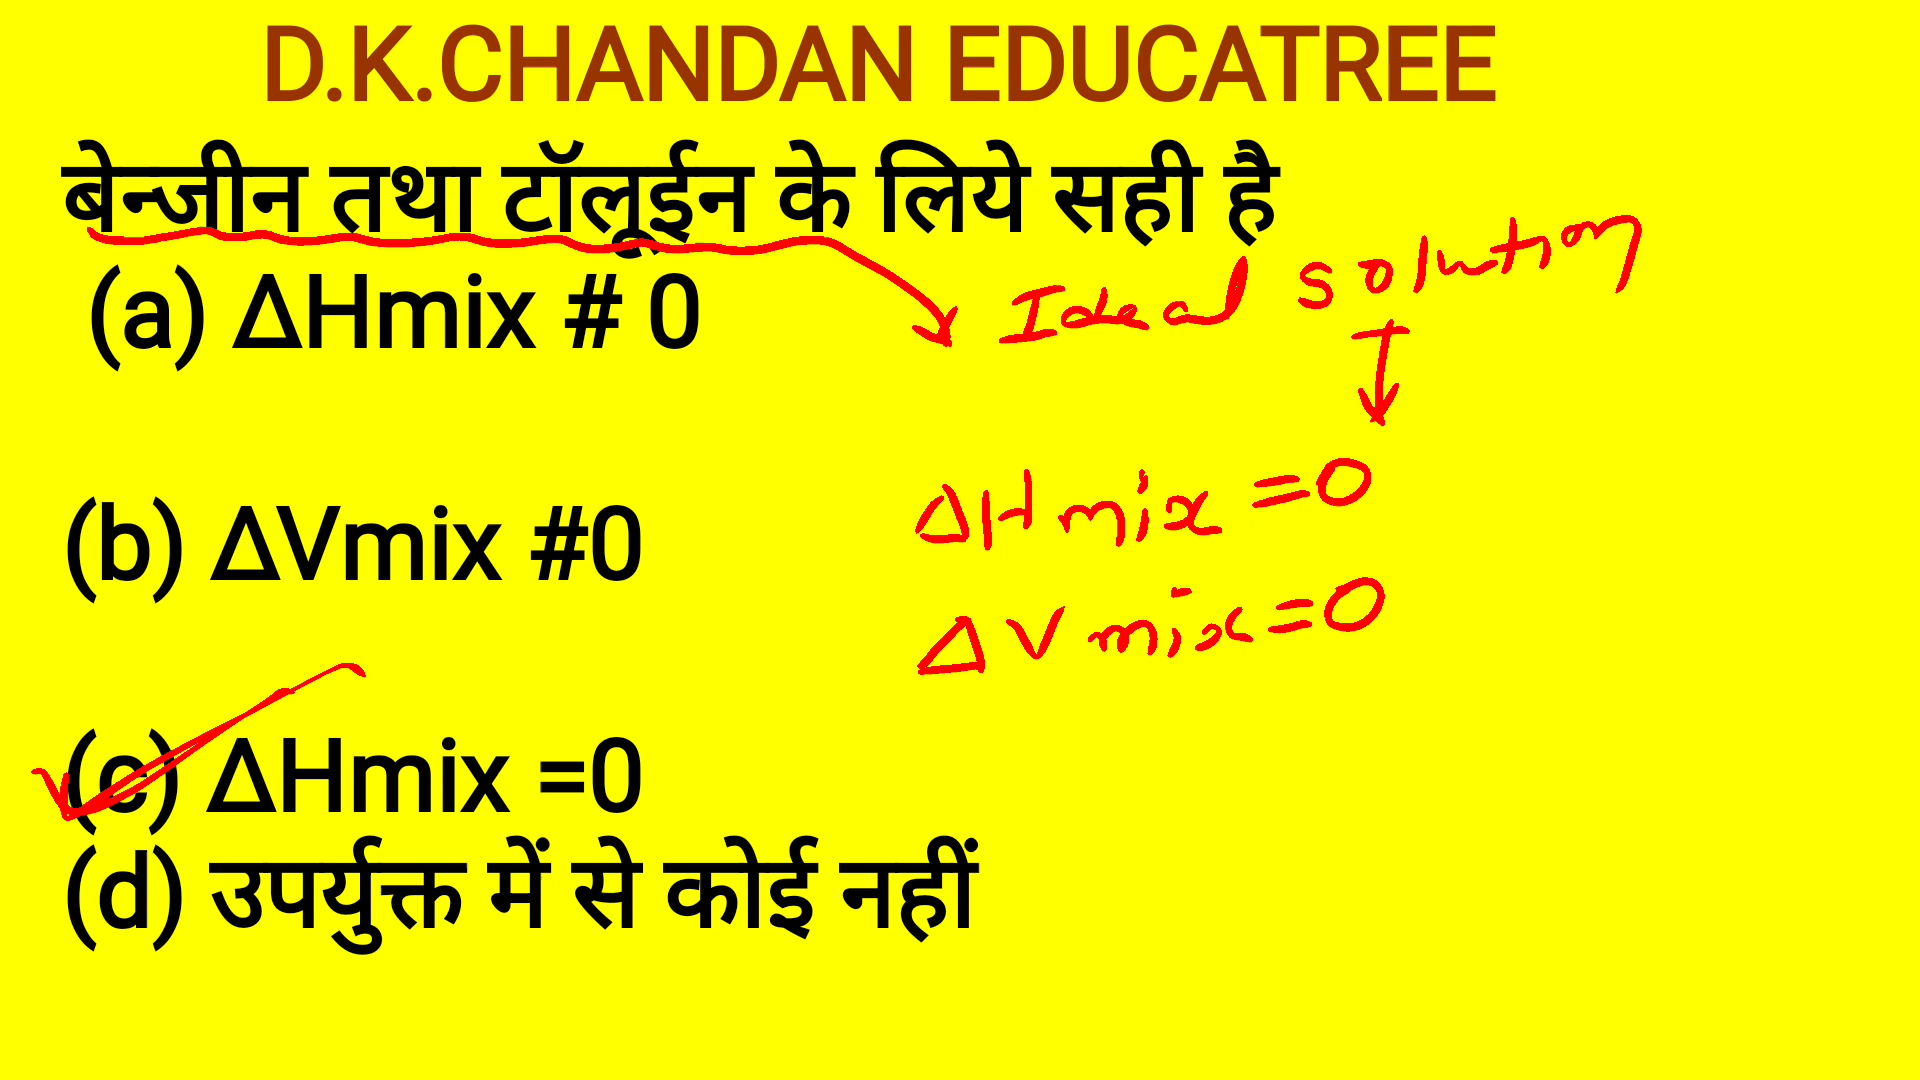 D.K.CHANDAN EDUCATREE
बेन्जीन तथा टॉलूईन के लिये सही है
(a) ΔHmix # 0
Ideal solution
(b) ΔVmix #0
ΔHmix =0
ΔVmix=0
(c) ΔHmix =0
(d) उपर्युक्त में से कोई नहीं